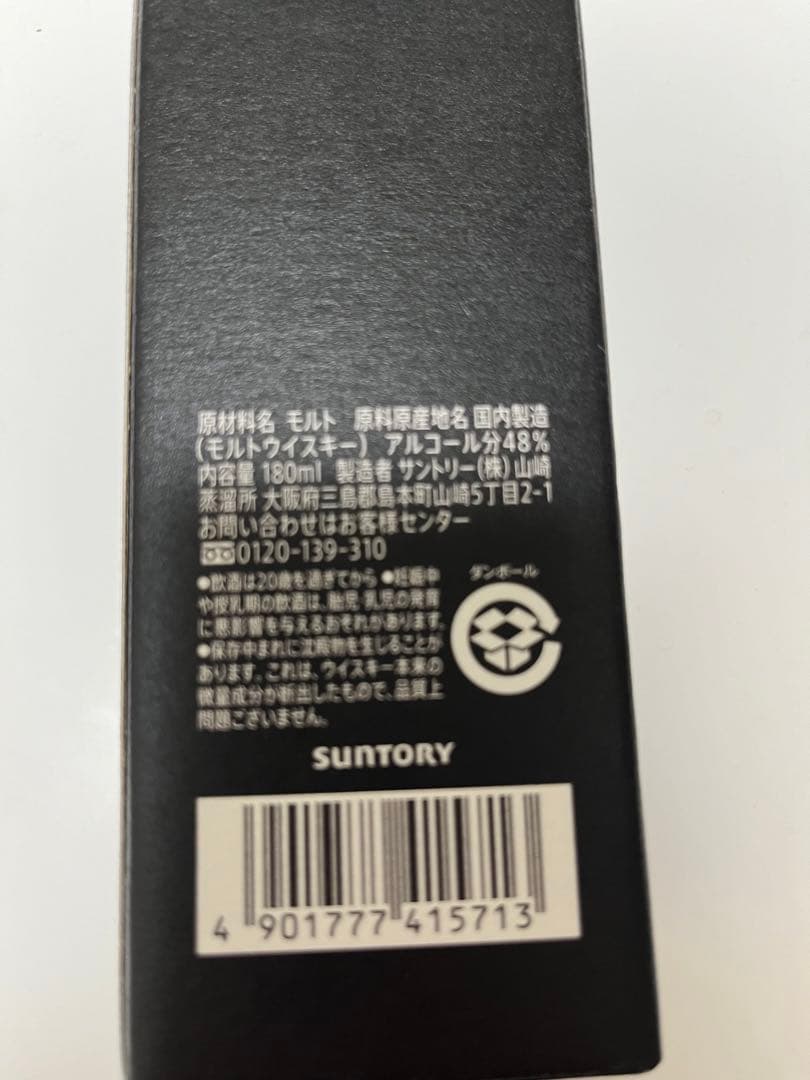 原材料名 モルト 原料原産地名 国内製造
(モルトウイスキー) アルコール分48%
内容量 180ml 製造者 サントリー(株) 山崎
蒸溜所 大阪府三島郡島本町山崎5丁目2-1
お問い合わせはお客様センター
0120-139-310
●飲酒は20歳を過ぎてから ●妊娠中
や授乳期の飲酒は、胎児・乳児の発育
に悪影響を与えるおそれがあります。
●保存中まれに沈殿物を生じることが
あります。これは、ウイスキー本来の
微量成分が析出したもので、品質上
問題ございません。
ダンボール
SUNTORY
4 901777 415713